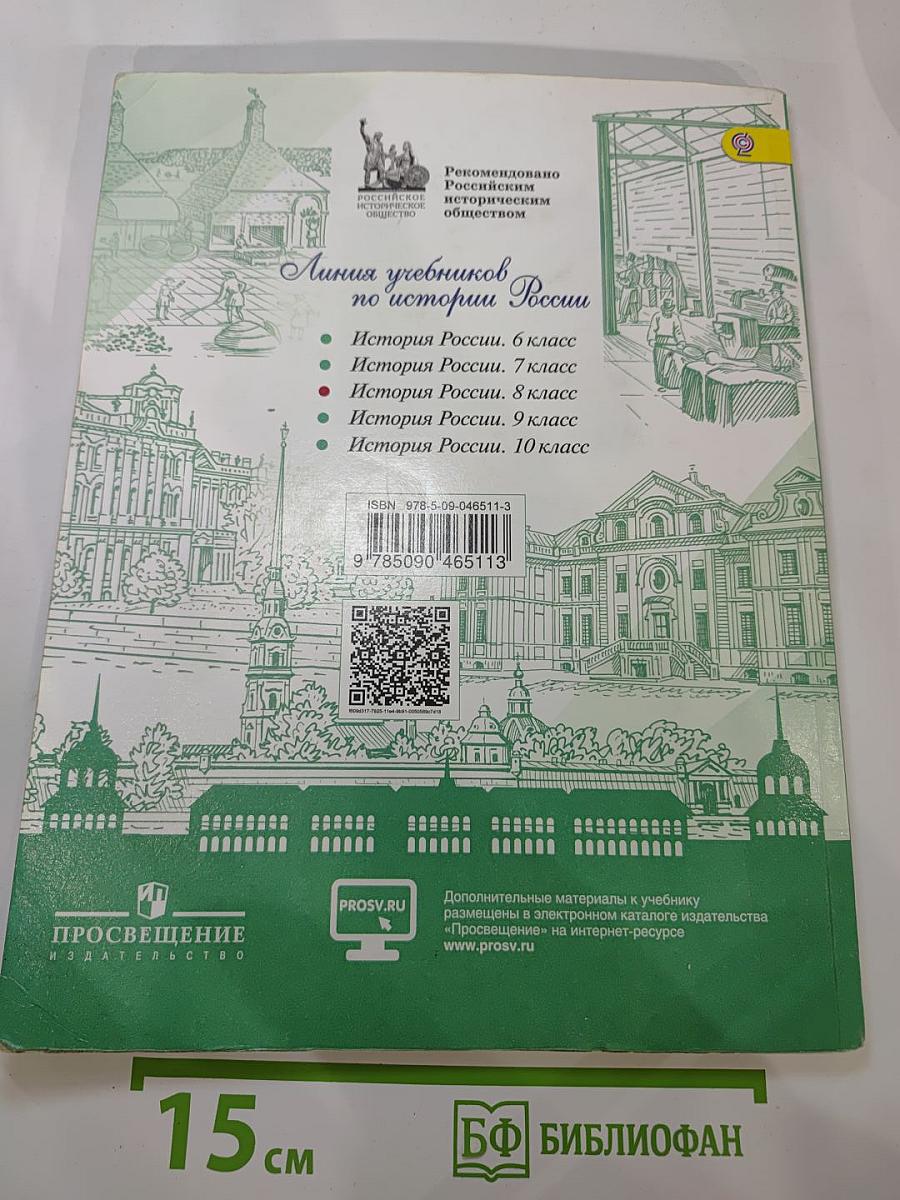 РОССИЙСКОЕ
ИСТОРИЧЕСКОЕ
ОБЩЕСТВО
Рекомендовано
Российским
историческим
обществом
Линия учебников
по истории России
История России. 6 класс
История России. 7 класс
История России. 8 класс
История России. 9 класс
История России. 10 класс
ISBN 978-5-09-046511-3
9 785090 465113
ПРОСВЕЩЕНИЕ
ИЗДАТЕЛЬСТВО
PROSV.RU
Дополнительные материалы к учебнику
размещены в электронном каталоге издательства
«Просвещение» на интернет-ресурсе
www.prosv.ru
15 см
БФ БИБЛИОФАН